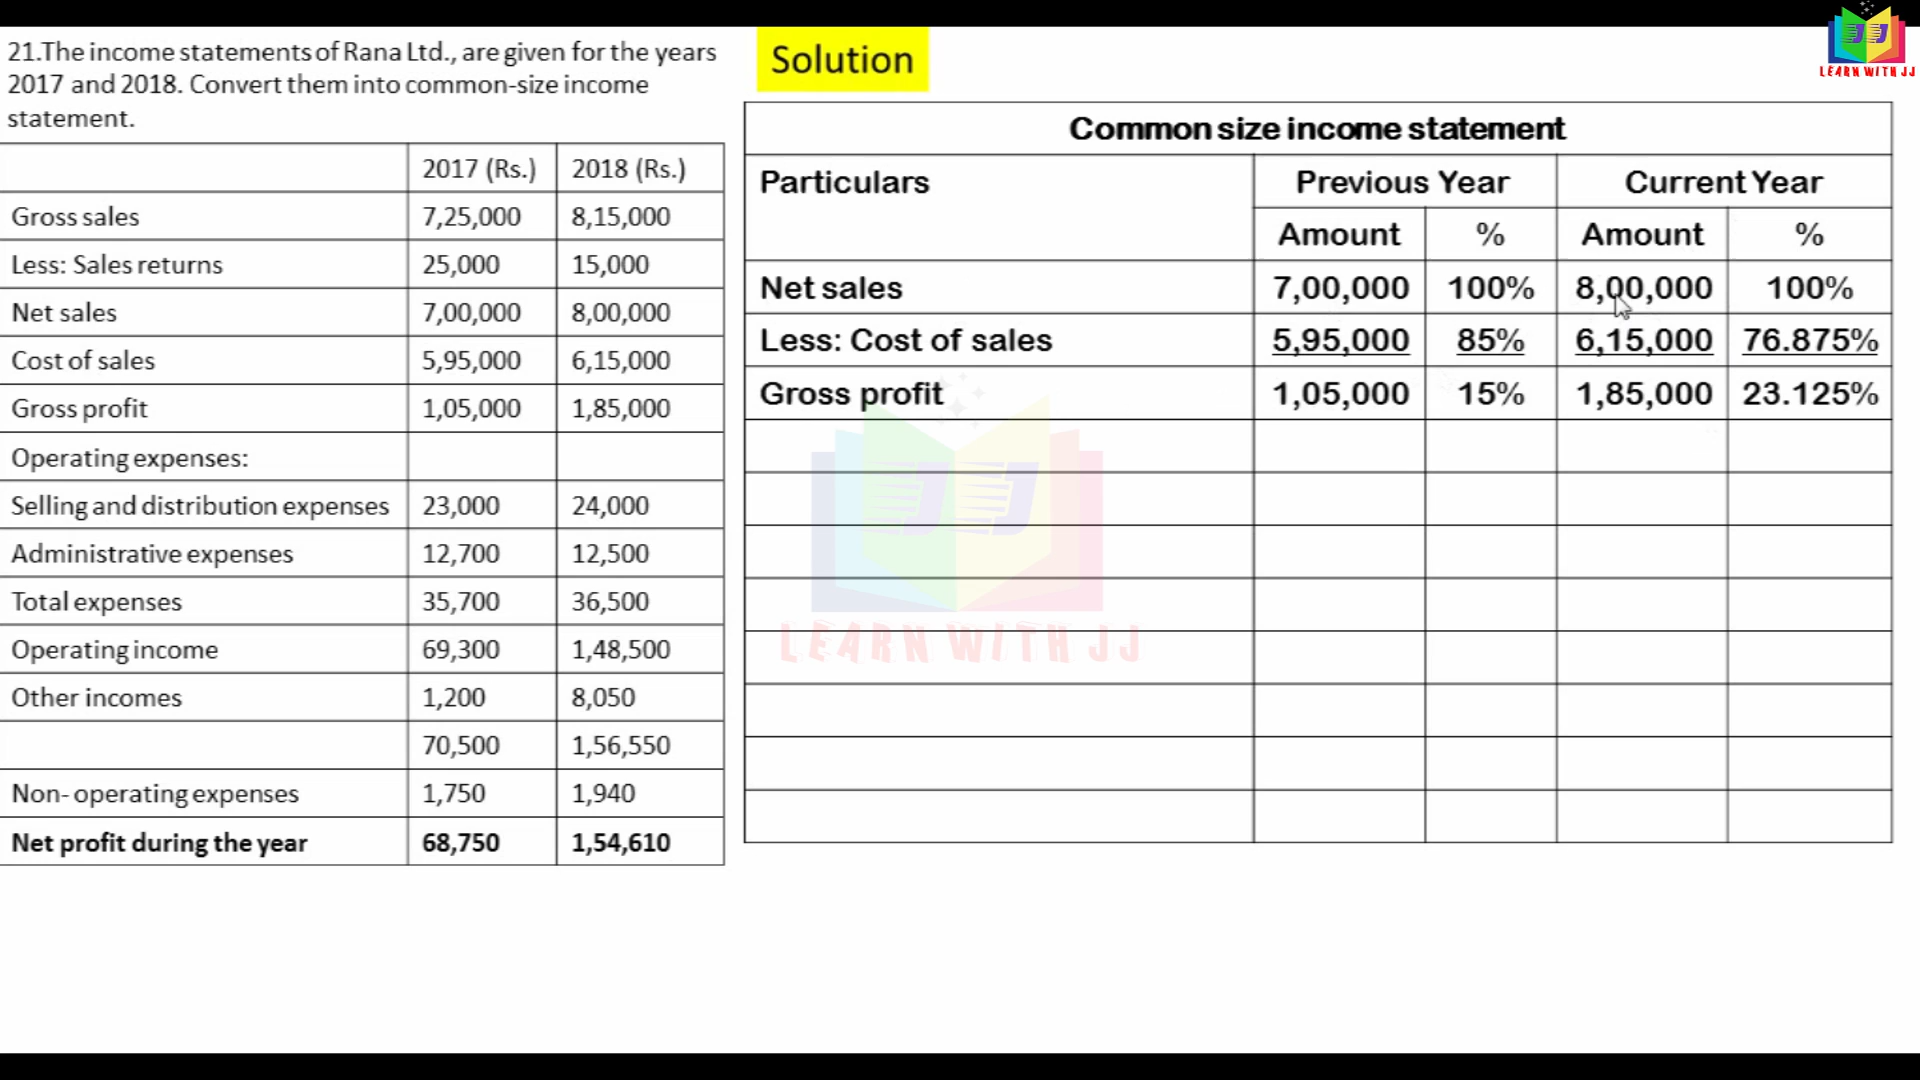 21.The income statements of Rana Ltd., are given for the years
2017 and 2018. Convert them into common-size income
statement.
2017 (Rs.) 2018 (Rs.)
Gross sales 7,25,000 8,15,000
Less: Sales returns 25,000 15,000
Net sales 7,00,000 8,00,000
Cost of sales 5,95,000 6,15,000
Gross profit 1,05,000 1,85,000
Operating expenses:
Selling and distribution expenses 23,000 24,000
Administrative expenses 12,700 12,500
Total expenses 35,700 36,500
Operating income 69,300 1,48,500
Other incomes 1,200 8,050
70,500 1,56,550
Non- operating expenses 1,750 1,940
Net profit during the year 68,750 1,54,610
Solution
Common size income statement
Particulars Previous Year Current Year
Amount % Amount %
Net sales 7,00,000 100% 8,00,000 100%
Less: Cost of sales 5,95,000 85% 6,15,000 76.875%
Gross profit 1,05,000 15% 1,85,000 23.125%
JJ
LEARN WITH JJ
JJ
LEARN WITH JJ